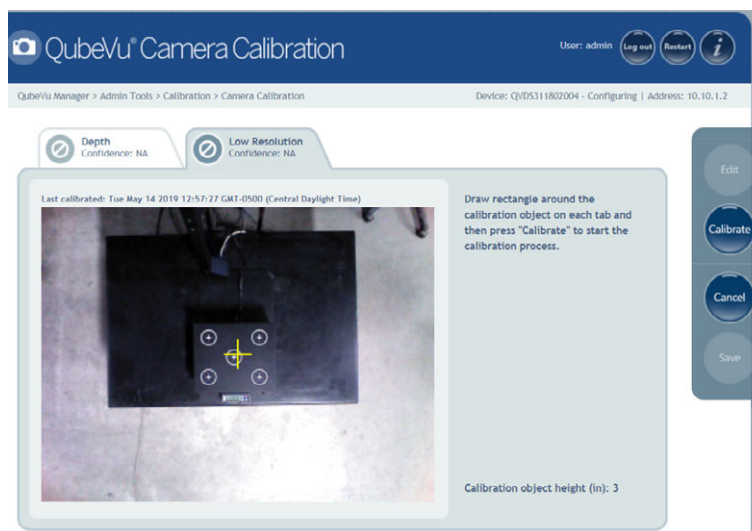 QubeVu® Camera Calibration
User: admin
Log out
Restart
i
QubeVu Manager > Admin Tools > Calibration > Camera Calibration
Device: QVDS311802004 - Configuring | Address: 10.10.1.2
Depth
Confidence: NA
Low Resolution
Confidence: NA
Last calibrated: Tue May 14 2019 12:57:27 GMT-0500 (Central Daylight Time)
Draw rectangle around the
calibration object on each tab and
then press "Calibrate" to start the
calibration process.
Calibration object height (in): 3
Edit
Calibrate
Cancel
Save